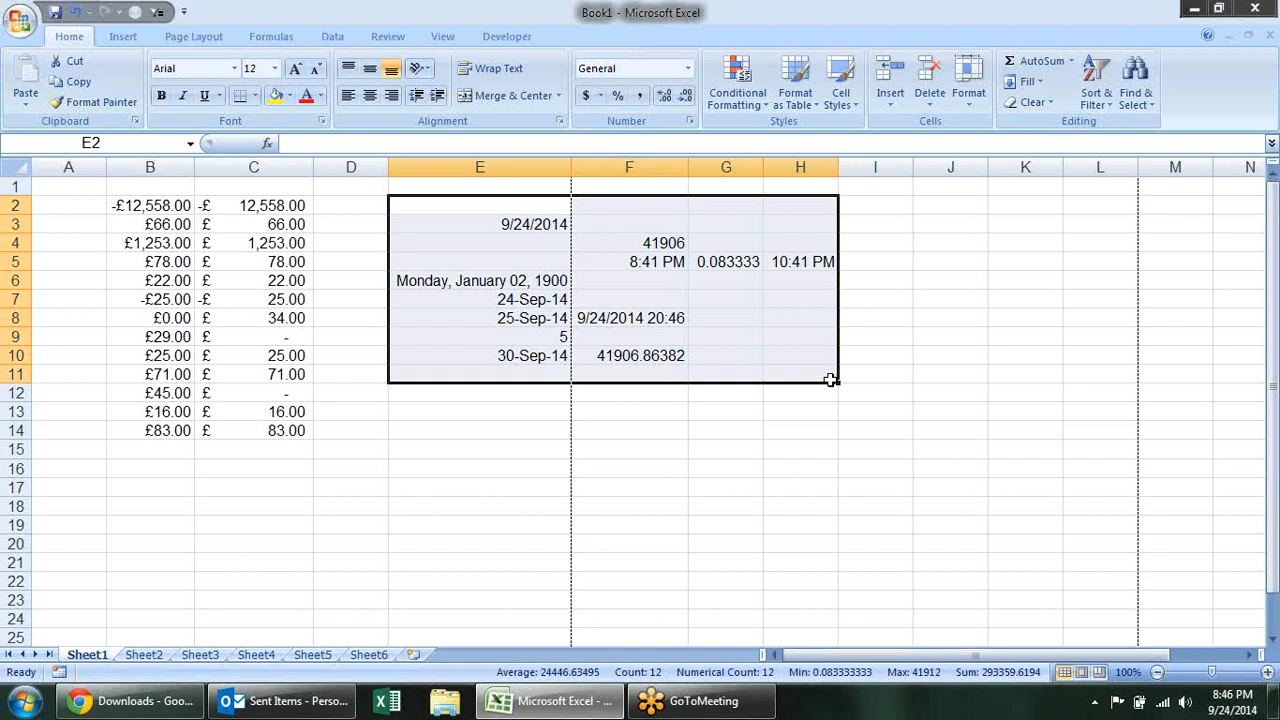 Book1 - Microsoft Excel
Home Insert Page Layout Formulas Data Review View Developer
Paste Cut Copy Format Painter Clipboard
Arial 12 A A B I U A Font
Wrap Text Merge & Center Alignment
General $ % , Number
Conditional Formatting Format as Table Cell Styles Styles
Insert Delete Format Cells
Σ AutoSum Fill Clear Sort & Filter Find & Select Editing
E2 fx
A B C D E F G H I J K L M N
1
2 -£12,558.00 -£ 12,558.00
3 £66.00 £ 66.00 9/24/2014
4 £1,253.00 £ 1,253.00 41906
5 £78.00 £ 78.00 8:41 PM 0.083333 10:41 PM
6 £22.00 £ 22.00 Monday, January 02, 1900
7 -£25.00 -£ 25.00 24-Sep-14
8 £0.00 £ 34.00 25-Sep-14 9/24/2014 20:46
9 £29.00 £ - 5
10 £25.00 £ 25.00 30-Sep-14 41906.86382
11 £71.00 £ 71.00
12 £45.00 £ -
13 £16.00 £ 16.00
14 £83.00 £ 83.00
15
16
17
18
19
20
21
22
23
24
25
Sheet1 Sheet2 Sheet3 Sheet4 Sheet5 Sheet6
Ready Average: 24446.63495 Count: 12 Numerical Count: 12 Min: 0.083333333 Max: 41912 Sum: 293359.6194 100%
Downloads - Goo... Sent Items - Perso... Microsoft Excel - ... GoToMeeting 8:46 PM
9/24/2014